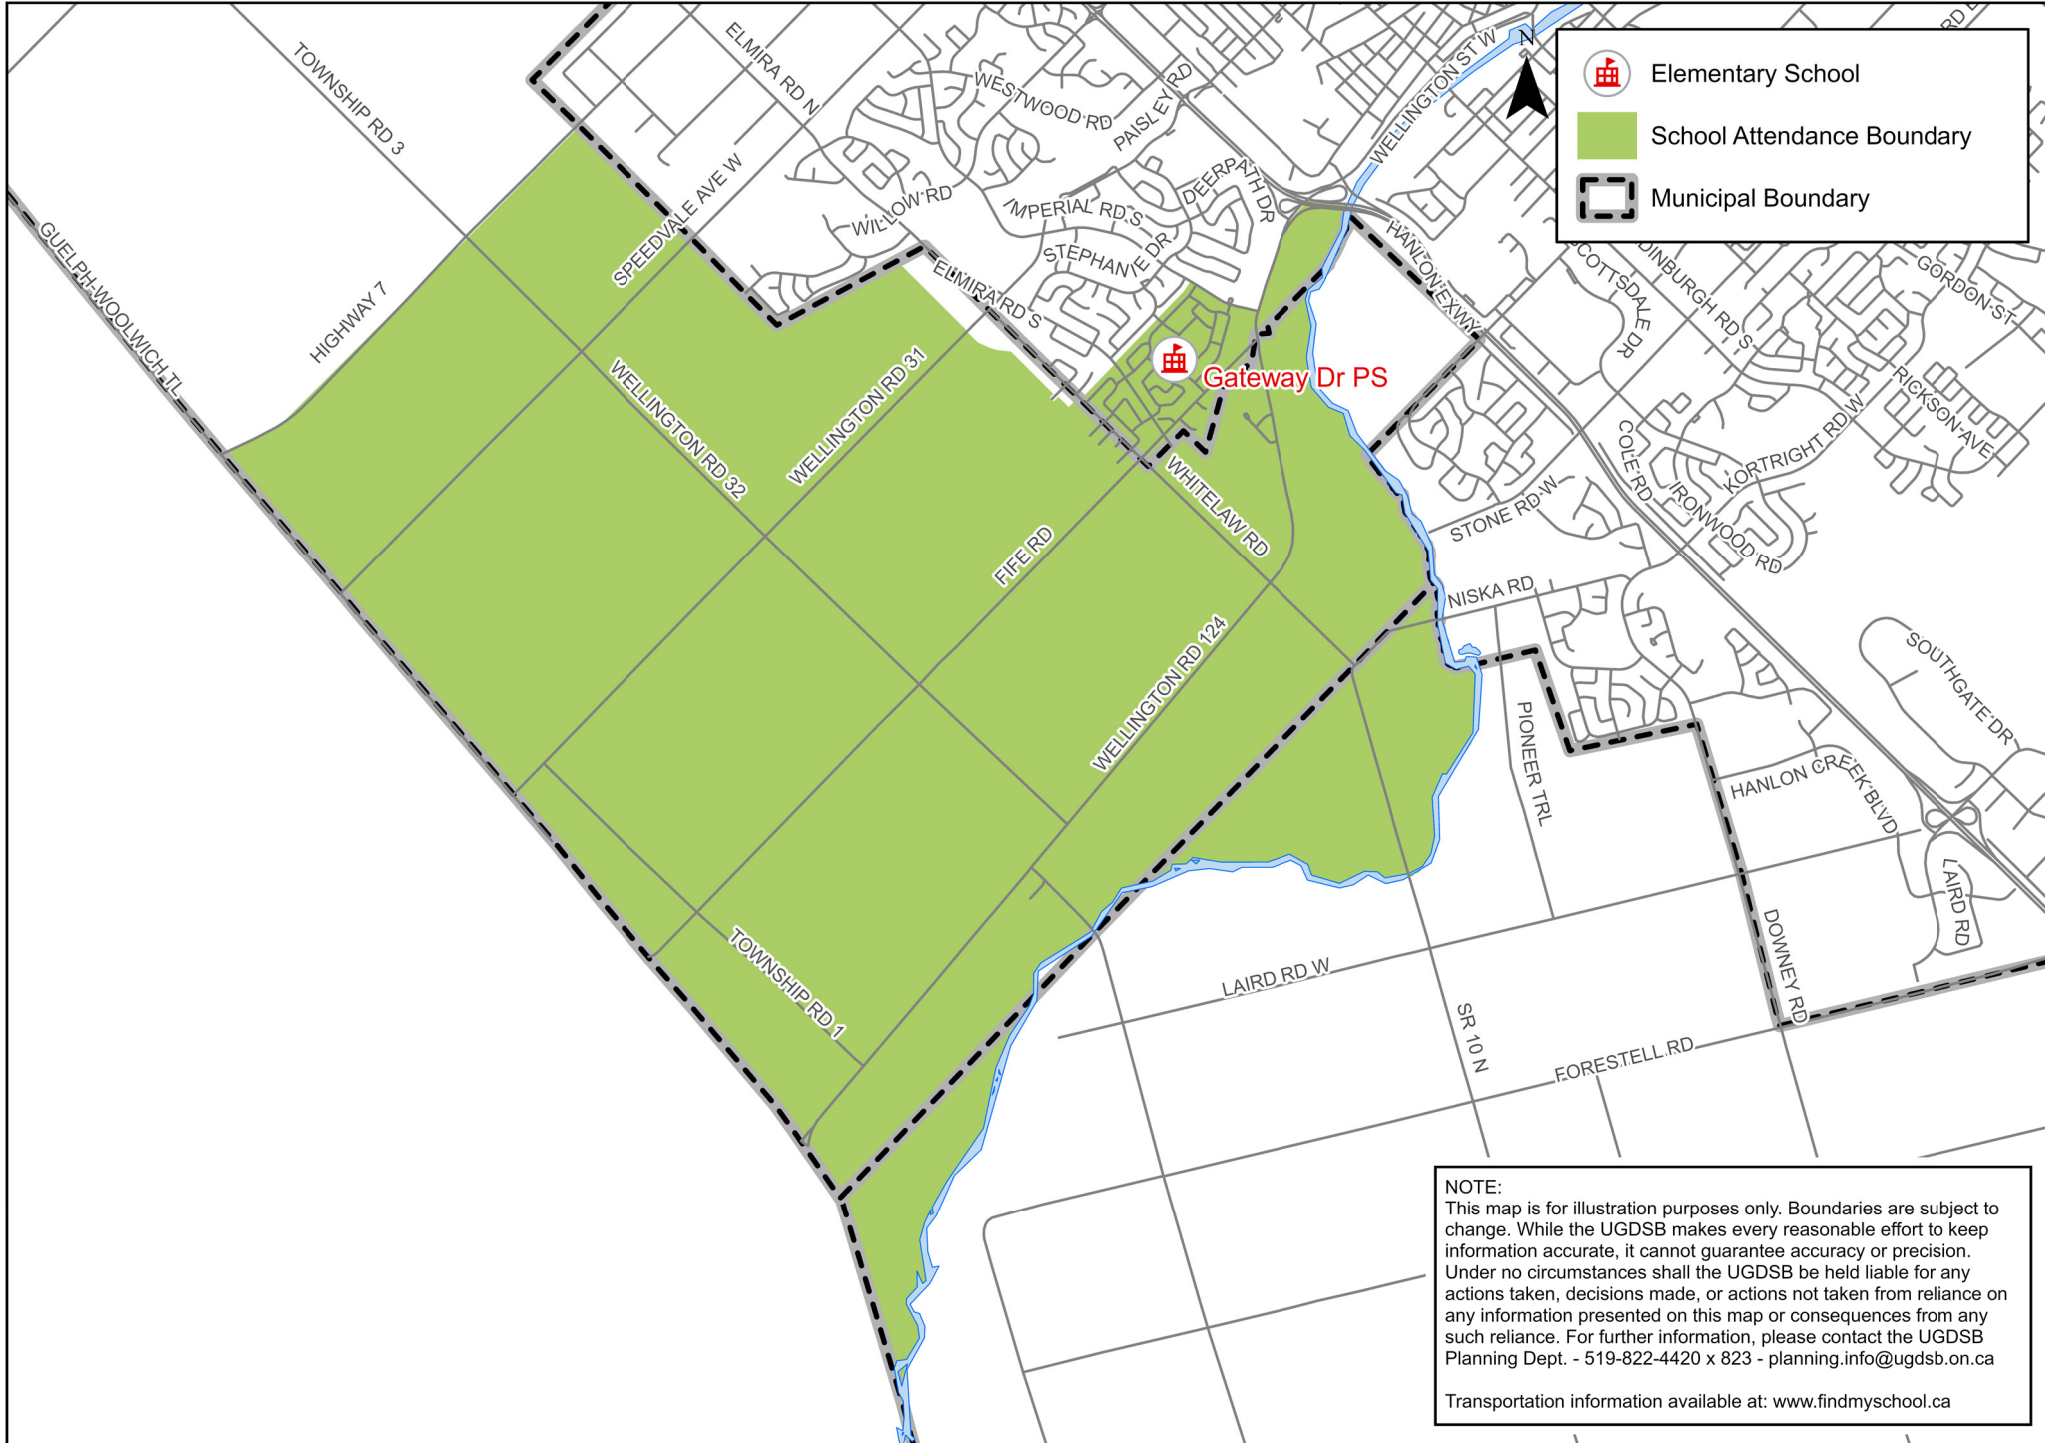 TOWNSHIP RD 3
ELMIRA RD N
WESTWOOD RD
PAISLEY RD
WELLINGTON ST W
N
RD
Elementary School
School Attendance Boundary
Municipal Boundary
GUELPH-WOOLWICH TL
HIGHWAY 7
SPEEDVALE AVE W
WILLOW RD
IMPERIAL RD S
DEERPATH DR
STEPHANIE DR
ELMIRA RD S
HANLON EXWY
SCOTTSDALE DR
EDINBURGH RD S
GORDON ST
WELLINGTON RD 32
WELLINGTON RD 31
Gateway Dr PS
RICKSON AVE
KORTRIGHT RD W
COLE RD
IRONWOOD RD
STONE RD W
WHITELAW RD
FIFE RD
NISKA RD
WELLINGTON RD 124
SOUTHGATE DR
PIONEER TRL
HANLON CREEK BLVD
LAIRD RD
DOWNEY RD
TOWNSHIP RD 1
LAIRD RD W
SR 10 N
FORESTELL RD
NOTE:
This map is for illustration purposes only. Boundaries are subject to
change. While the UGDSB makes every reasonable effort to keep
information accurate, it cannot guarantee accuracy or precision.
Under no circumstances shall the UGDSB be held liable for any
actions taken, decisions made, or actions not taken from reliance on
any information presented on this map or consequences from any
such reliance. For further information, please contact the UGDSB
Planning Dept. - 519-822-4420 x 823 - planning.info@ugdsb.on.ca
Transportation information available at: www.findmyschool.ca